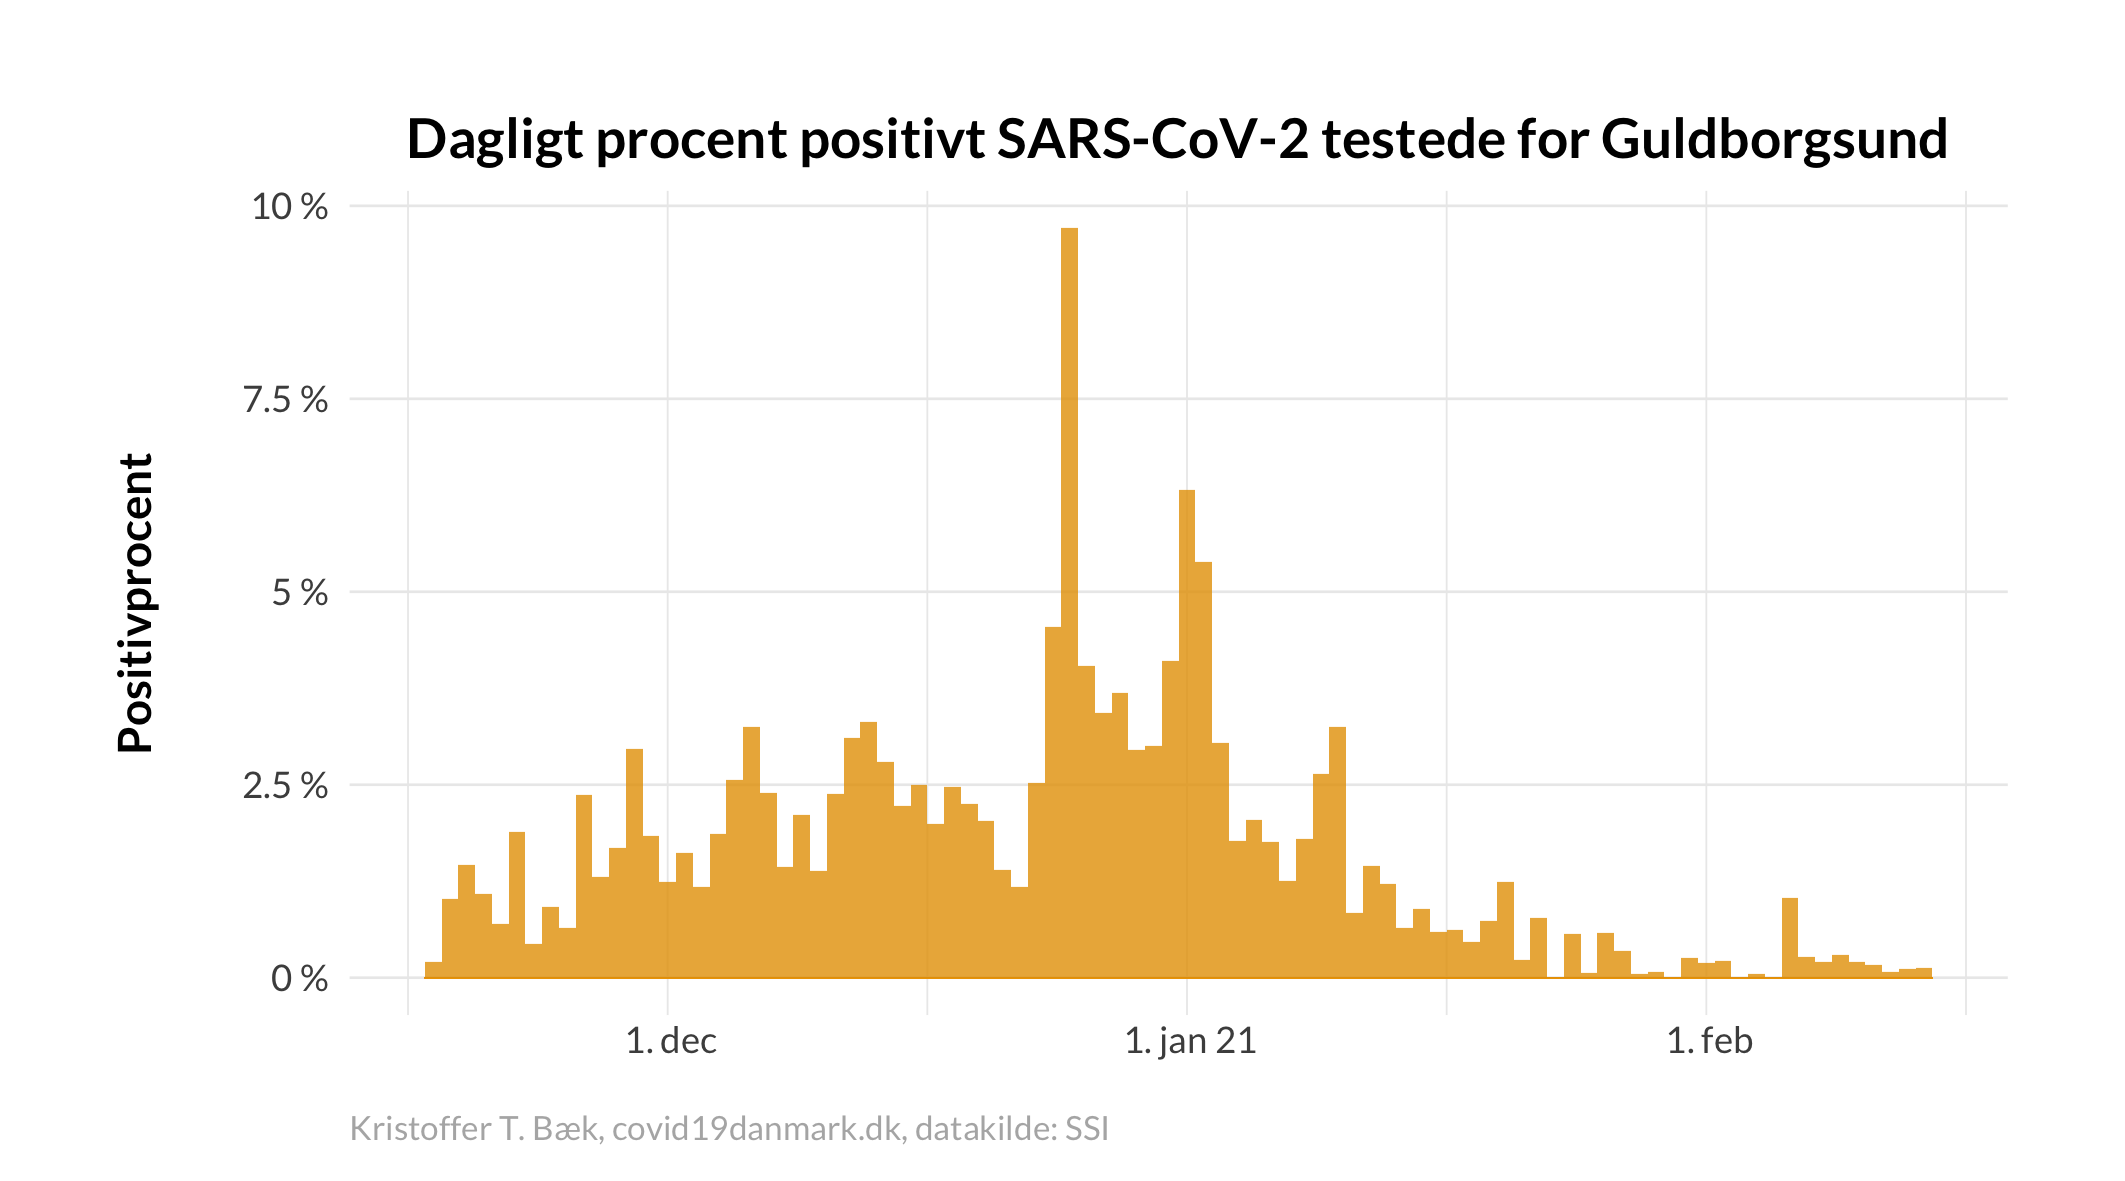 Dagligt procent positivt SARS-CoV-2 testede for Guldborgsund
Positivprocent
10 %
7.5 %
5 %
2.5 %
0 %
1. dec
1. jan 21
1. feb
Kristoffer T. Bæk, covid19danmark.dk, datakilde: SSI